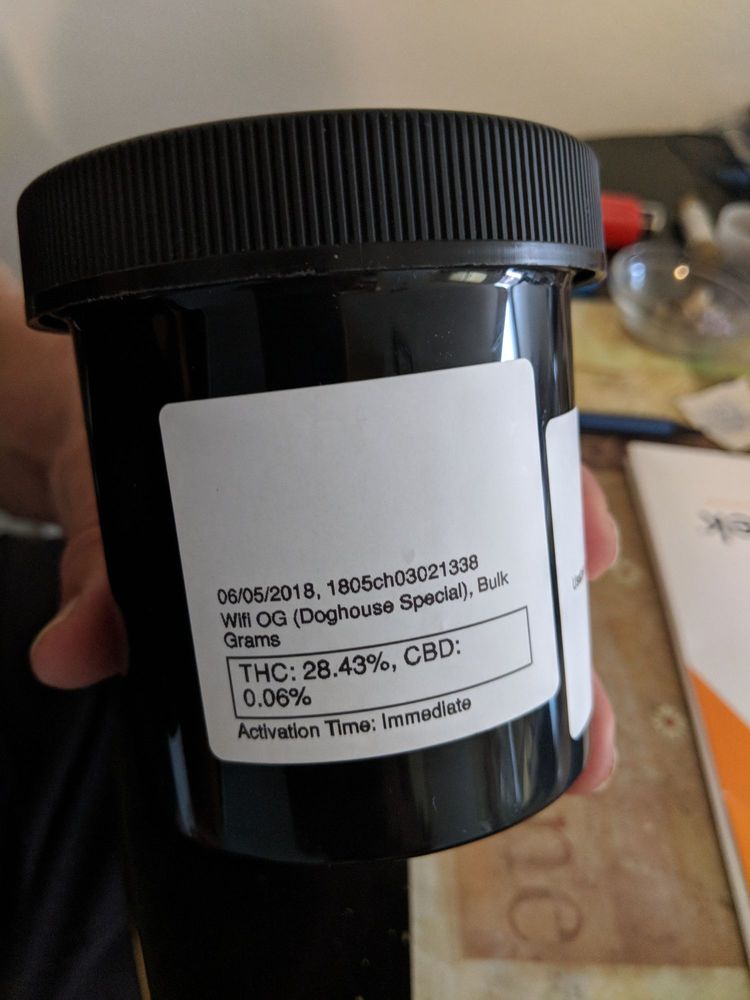 06/05/2018, 1805ch03021338
Wifi OG (Doghouse Special), Bulk
Grams
THC: 28.43%, CBD:
0.06%
Activation Time: Immediate
ne